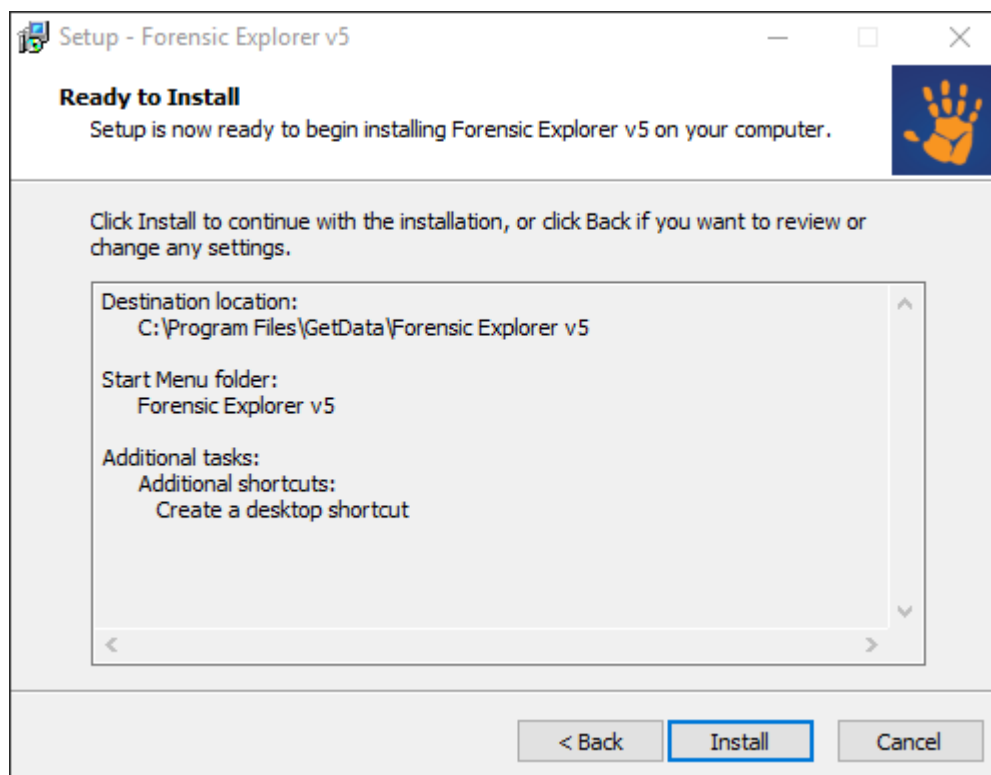 Setup - Forensic Explorer v5
Ready to Install
Setup is now ready to begin installing Forensic Explorer v5 on your computer.
Click Install to continue with the installation, or click Back if you want to review or
change any settings.
Destination location:
C:\Program Files\GetData\Forensic Explorer v5
Start Menu folder:
Forensic Explorer v5
Additional tasks:
Additional shortcuts:
Create a desktop shortcut
< Back Install Cancel